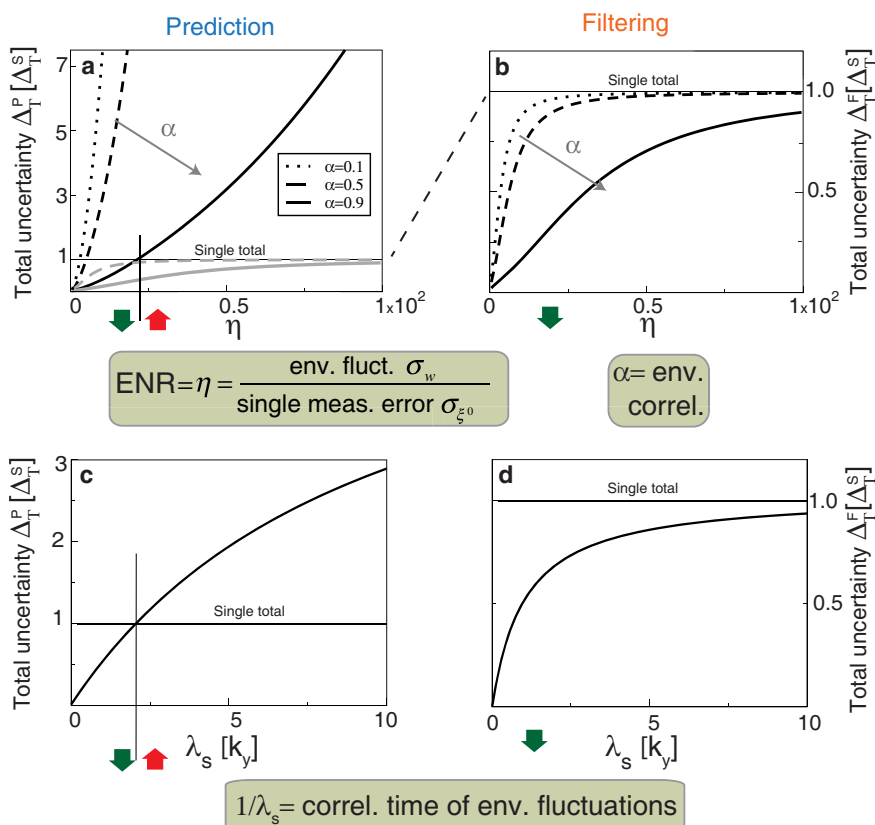 Prediction
Filtering
a
Total uncertainty Δ_T^P [Δ_T^S]
7
5
3
1
α
α=0.1
α=0.5
α=0.9
Single total
0
0.5
1×10²
η
b
Single total
α
1.0
0.5
Total uncertainty Δ_T^F [Δ_T^S]
0
0.5
1×10²
η
ENR=η= env. fluct. σ_w
single meas. error σ_ξ⁰
α= env.
correl.
c
Total uncertainty Δ_T^P [Δ_T^S]
3
2
1
Single total
0
5
10
λ_s [k_y]
d
Single total
1.0
0.5
Total uncertainty Δ_T^F [Δ_T^S]
0
5
10
λ_s [k_y]
1/λ_s= correl. time of env. fluctuations